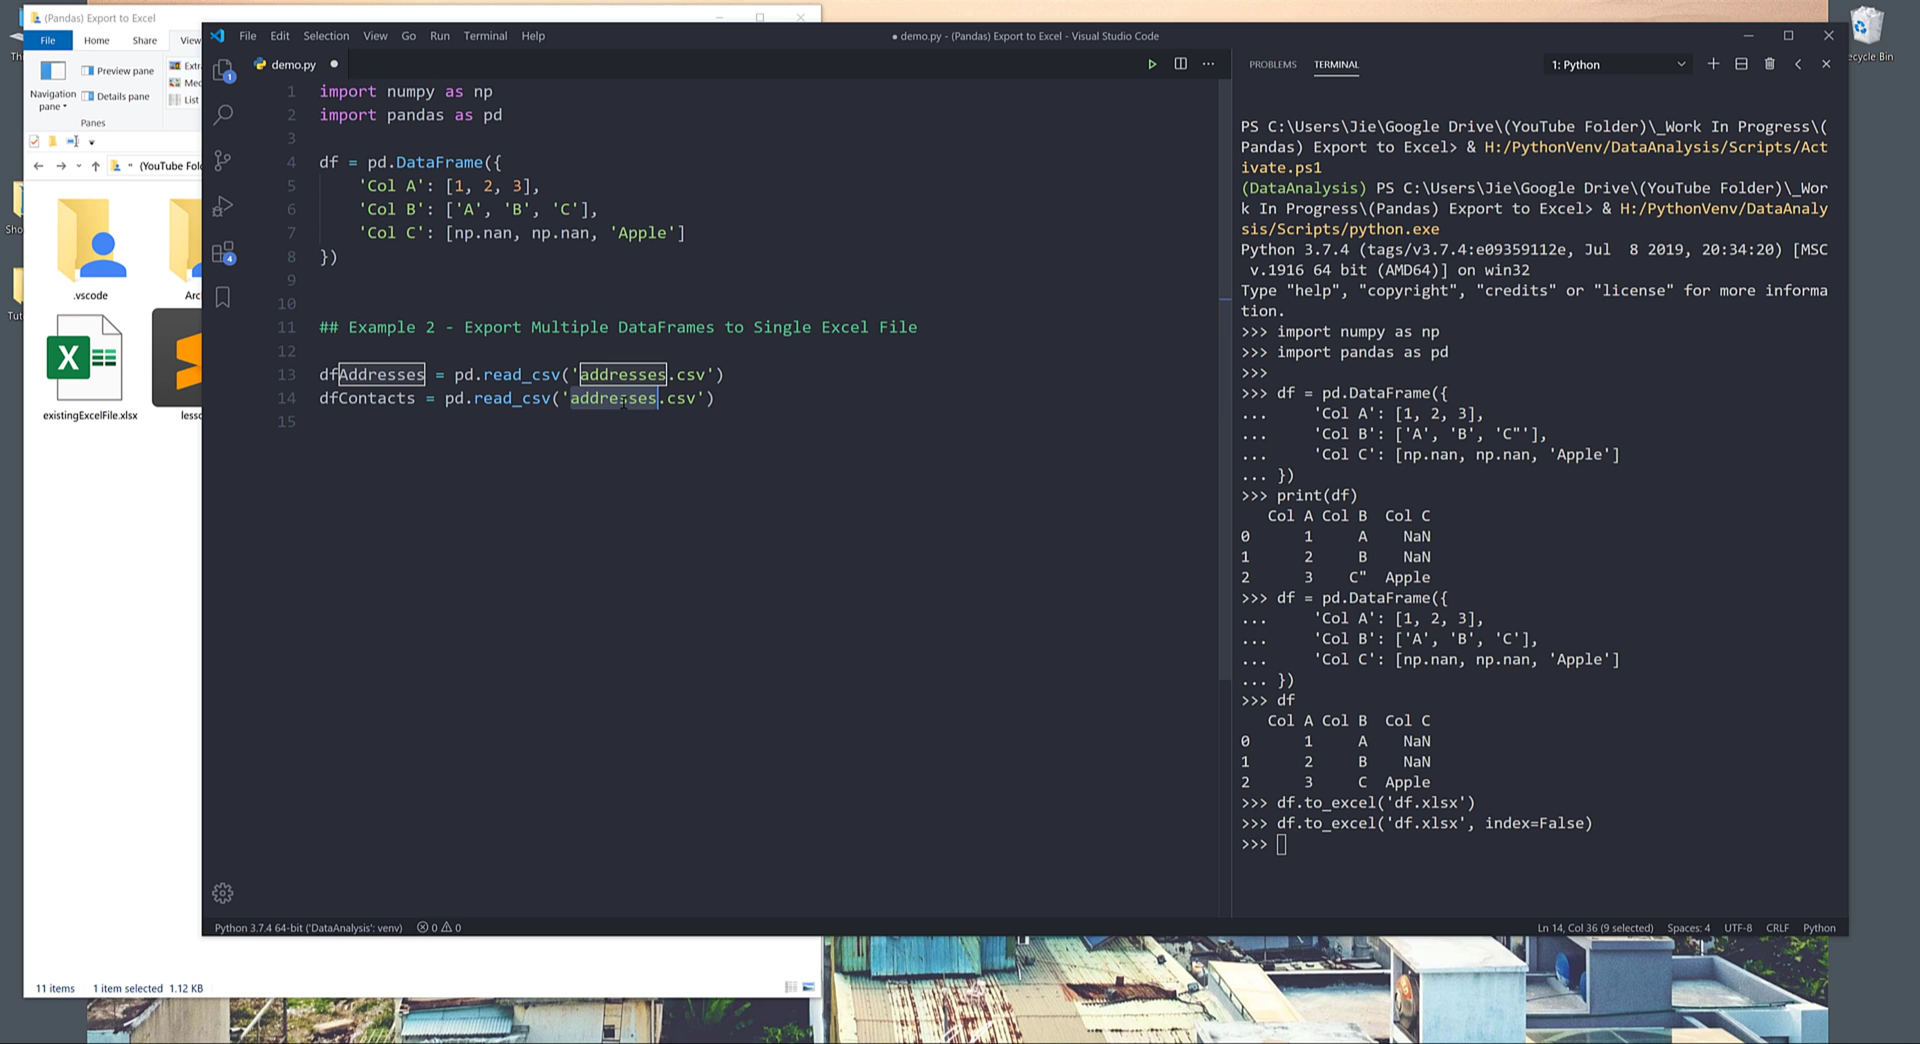 (Pandas) Export to Excel
File
Home
Share
View
Navigation
pane
Preview pane
Details pane
Panes
List
(YouTube Fol
.vscode
existingExcelFile.xlsx
11 items
1 item selected
1.12 KB
File
Edit
Selection
View
Go
Run
Terminal
Help
● demo.py - (Pandas) Export to Excel - Visual Studio Code
demo.py
1
4
1 import numpy as np
2 import pandas as pd
3
4 df = pd.DataFrame({
5 'Col A': [1, 2, 3],
6 'Col B': ['A', 'B', 'C'],
7 'Col C': [np.nan, np.nan, 'Apple']
8 })
9
10
11 ## Example 2 - Export Multiple DataFrames to Single Excel File
12
13 dfAddresses = pd.read_csv('addresses.csv')
14 dfContacts = pd.read_csv('addresses.csv')
15
PROBLEMS
TERMINAL
1: Python
PS C:\Users\Jie\Google Drive\(YouTube Folder)\_Work In Progress\(
Pandas) Export to Excel> & H:/PythonVenv/DataAnalysis/Scripts/Act
ivate.ps1
(DataAnalysis) PS C:\Users\Jie\Google Drive\(YouTube Folder)\_Wor
k In Progress\(Pandas) Export to Excel> & H:/PythonVenv/DataAnaly
sis/Scripts/python.exe
Python 3.7.4 (tags/v3.7.4:e09359112e, Jul  8 2019, 20:34:20) [MSC
 v.1916 64 bit (AMD64)] on win32
Type "help", "copyright", "credits" or "license" for more informa
tion.
>>> import numpy as np
>>> import pandas as pd
>>>
>>> df = pd.DataFrame({
...     'Col A': [1, 2, 3],
...     'Col B': ['A', 'B', 'C"'],
...     'Col C': [np.nan, np.nan, 'Apple']
... })
>>> print(df)
   Col A Col B  Col C
0      1     A    NaN
1      2     B    NaN
2      3    C"  Apple
>>> df = pd.DataFrame({
...     'Col A': [1, 2, 3],
...     'Col B': ['A', 'B', 'C'],
...     'Col C': [np.nan, np.nan, 'Apple']
... })
>>> df
   Col A Col B  Col C
0      1     A    NaN
1      2     B    NaN
2      3     C  Apple
>>> df.to_excel('df.xlsx')
>>> df.to_excel('df.xlsx', index=False)
>>>
Python 3.7.4 64-bit ('DataAnalysis': venv)
0
0
Ln 14, Col 36 (9 selected)
Spaces: 4
UTF-8
CRLF
Python
ecycle Bin